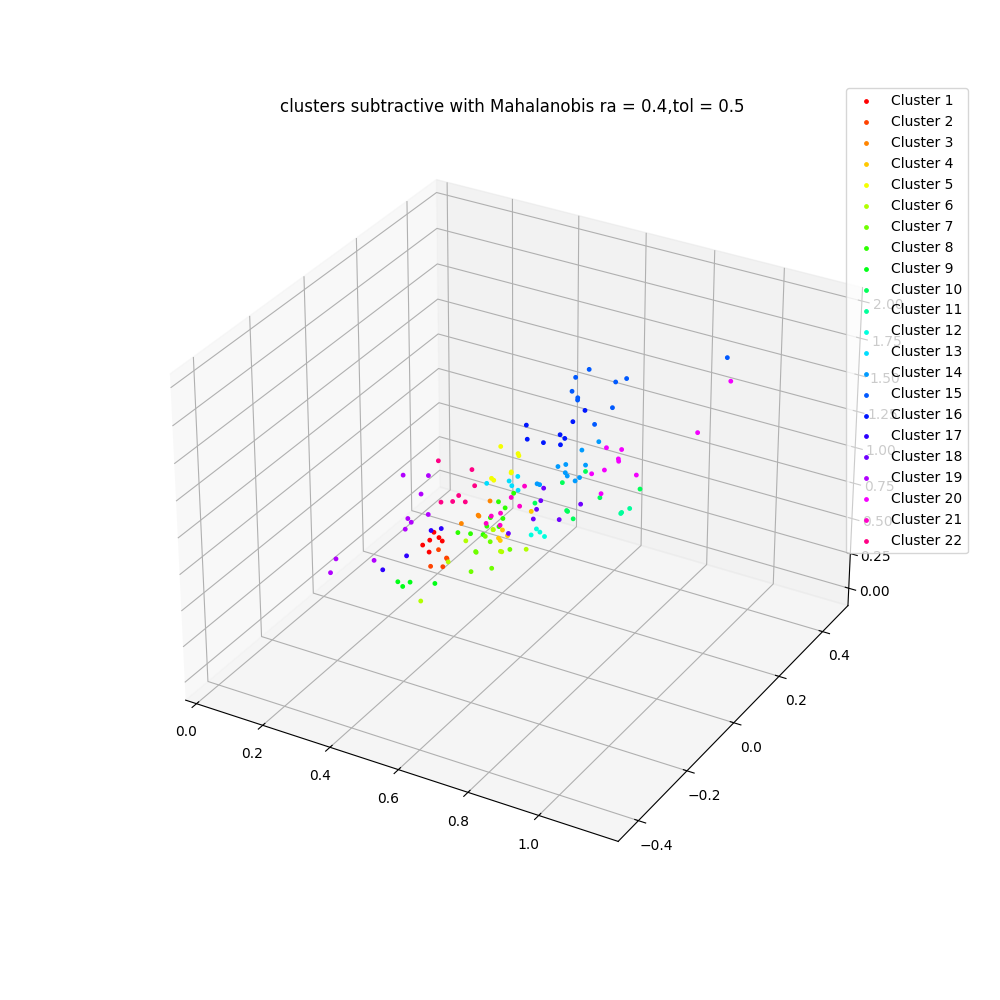 clusters subtractive with Mahalanobis ra = 0.4,tol = 0.5
Cluster 1
Cluster 2
Cluster 3
Cluster 4
Cluster 5
Cluster 6
Cluster 7
Cluster 8
Cluster 9
Cluster 10
Cluster 11
Cluster 12
Cluster 13
Cluster 14
Cluster 15
Cluster 16
Cluster 17
Cluster 18
Cluster 19
Cluster 20
Cluster 21
Cluster 22
2.00
1.75
1.50
1.25
1.00
0.75
0.50
0.25
0.00
0.4
0.2
0.0
−0.2
−0.4
0.0
0.2
0.4
0.6
0.8
1.0